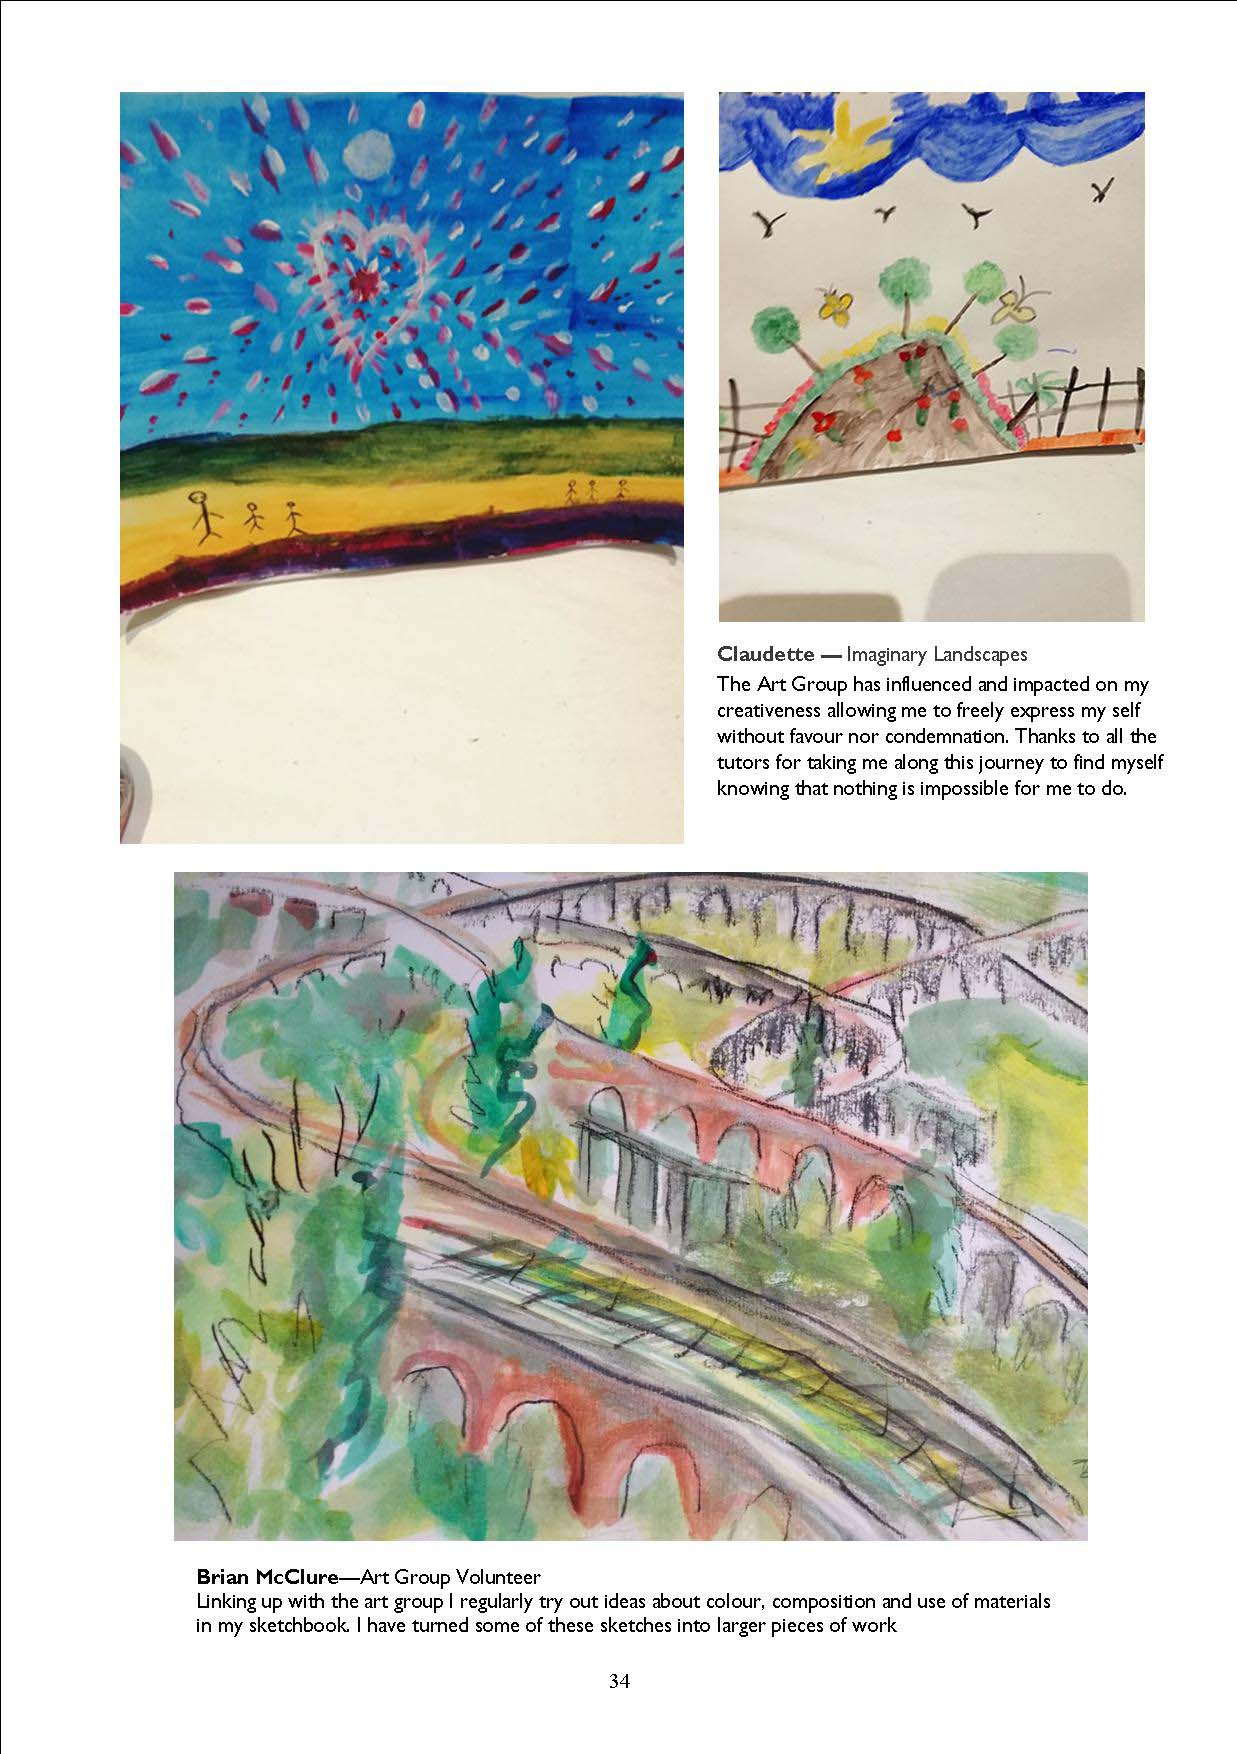 Claudette — Imaginary Landscapes
The Art Group has influenced and impacted on my
creativeness allowing me to freely express my self
without favour nor condemnation. Thanks to all the
tutors for taking me along this journey to find myself
knowing that nothing is impossible for me to do.
Brian McClure—Art Group Volunteer
Linking up with the art group I regularly try out ideas about colour, composition and use of materials
in my sketchbook. I have turned some of these sketches into larger pieces of work
34